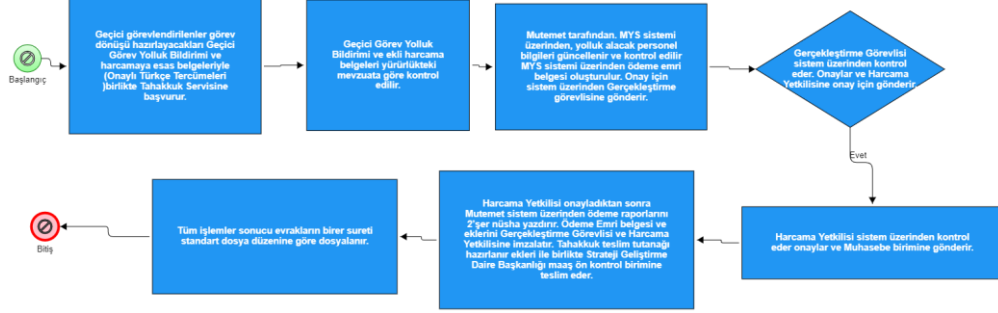 Başlangıç
Geçici görevlendirilenler görev
dönüşü hazırlayacakları Geçici
Görev Yolluk Bildirimi ve
harcamaya esas belgeleriyle
(Onaylı Türkçe Tercümeleri
)birlikte Tahakkuk Servisine
başvurur.
Geçici Görev Yolluk
Bildirimi ve ekli harcama
belgeleri yürürlükteki
mevzuata göre kontrol
edilir.
Mutemet tarafından. MYS sistemi
üzerinden, yolluk alacak personel
bilgileri güncellenir ve kontrol edilir
MYS sistemi üzerinden ödeme emri
belgesi oluşturulur. Onay için
sistem üzerinden Gerçekleştirme
görevlisine gönderir.
Gerçekleştirme Görevlisi
sistem üzerinden kontrol
eder. Onaylar ve Harcama
Yetkilisine onay için gönderir.
Evet
Harcama Yetkilisi sistem üzerinden kontrol
eder onaylar ve Muhasebe birimine gönderir.
Harcama Yetkilisi onayladıktan sonra
Mutemet sistem üzerinden ödeme raporlarını
2'şer nüsha yazdırır. Ödeme Emri belgesi ve
eklerini Gerçekleştirme Görevlisi ve Harcama
Yetkilisine imzalatır. Tahakkuk teslim tutanağı
hazırlanır ekleri ile birlikte Strateji Geliştirme
Daire Başkanlığı maaş ön kontrol birimine
teslim eder.
Tüm işlemler sonucu evrakların birer sureti
standart dosya düzenine göre dosyalanır.
Bitiş